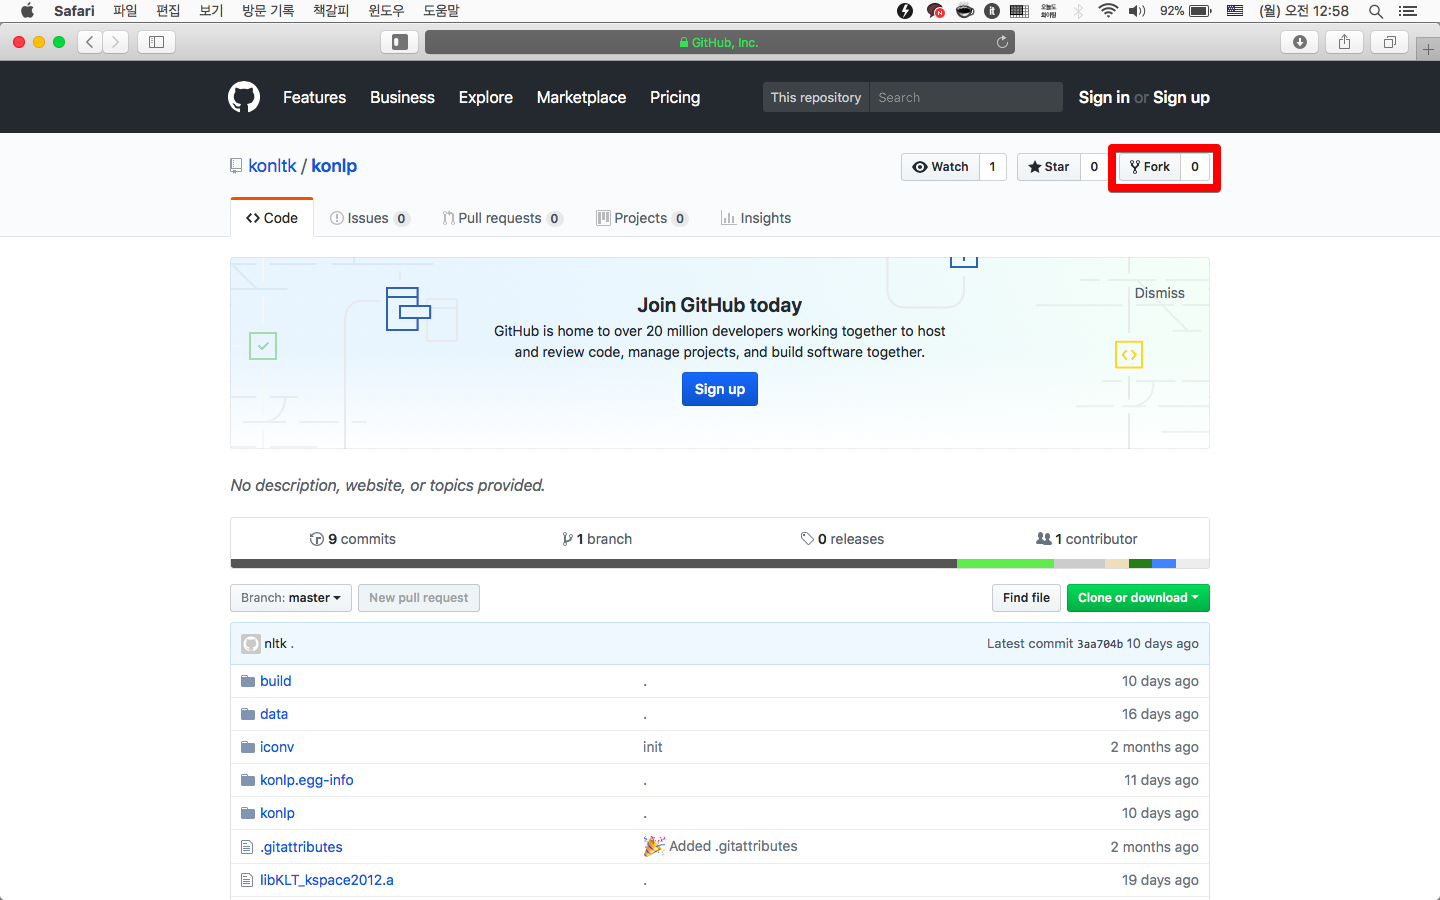 Safari 파일 편집 보기 방문 기록 책갈피 윈도우 도움말 92% (월) 오전 12:58
GitHub, Inc.
Features Business Explore Marketplace Pricing This repository Search Sign in or Sign up
konltk / konlp Watch 1 Star 0 Fork 0
Code Issues 0 Pull requests 0 Projects 0 Insights
Dismiss
Join GitHub today
GitHub is home to over 20 million developers working together to host
and review code, manage projects, and build software together.
Sign up
No description, website, or topics provided.
9 commits 1 branch 0 releases 1 contributor
Branch: master New pull request Find file Clone or download
nltk . Latest commit 3aa704b 10 days ago
build . 10 days ago
data . 16 days ago
iconv init 2 months ago
konlp.egg-info . 11 days ago
konlp . 10 days ago
.gitattributes 🎉 Added .gitattributes 2 months ago
libKLT_kspace2012.a . 19 days ago